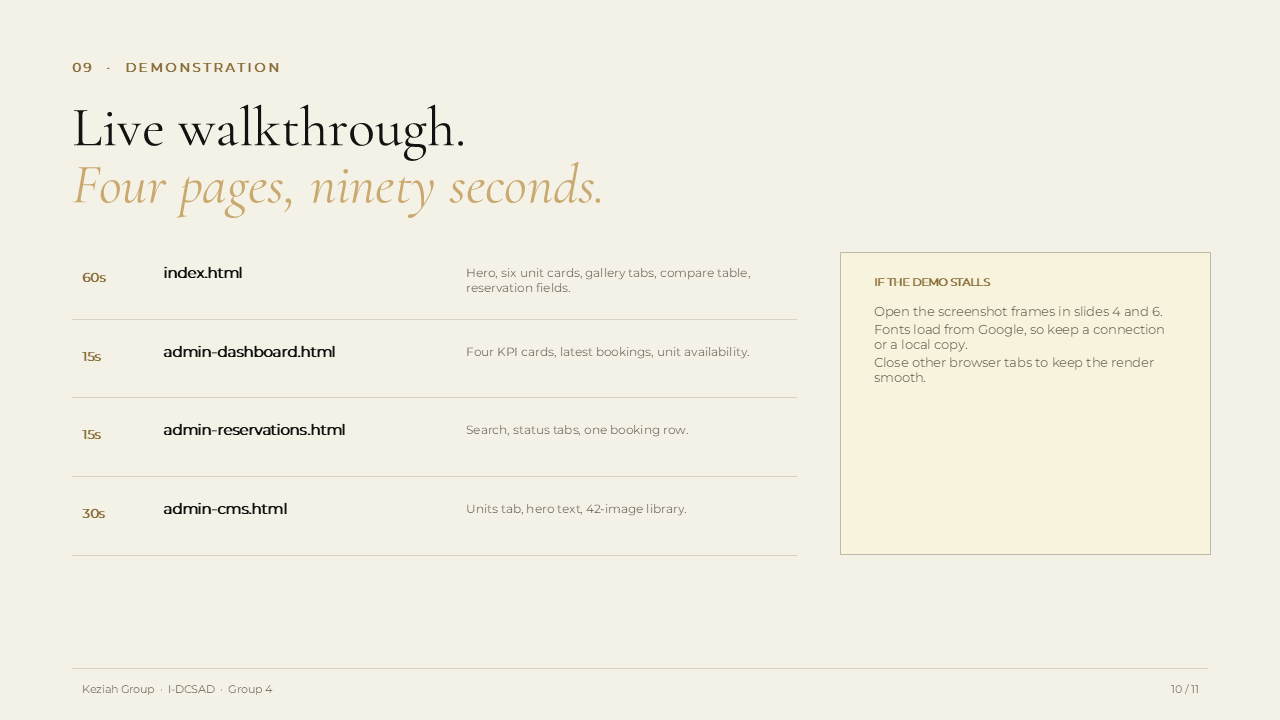 09 · DEMONSTRATION
Live walkthrough.
Four pages, ninety seconds.
60s
index.html
Hero, six unit cards, gallery tabs, compare table,
reservation fields.
15s
admin-dashboard.html
Four KPI cards, latest bookings, unit availability.
15s
admin-reservations.html
Search, status tabs, one booking row.
30s
admin-cms.html
Units tab, hero text, 42-image library.
IF THE DEMO STALLS
Open the screenshot frames in slides 4 and 6.
Fonts load from Google, so keep a connection
or a local copy.
Close other browser tabs to keep the render
smooth.
Keziah Group · I-DCSAD · Group 4
10 / 11